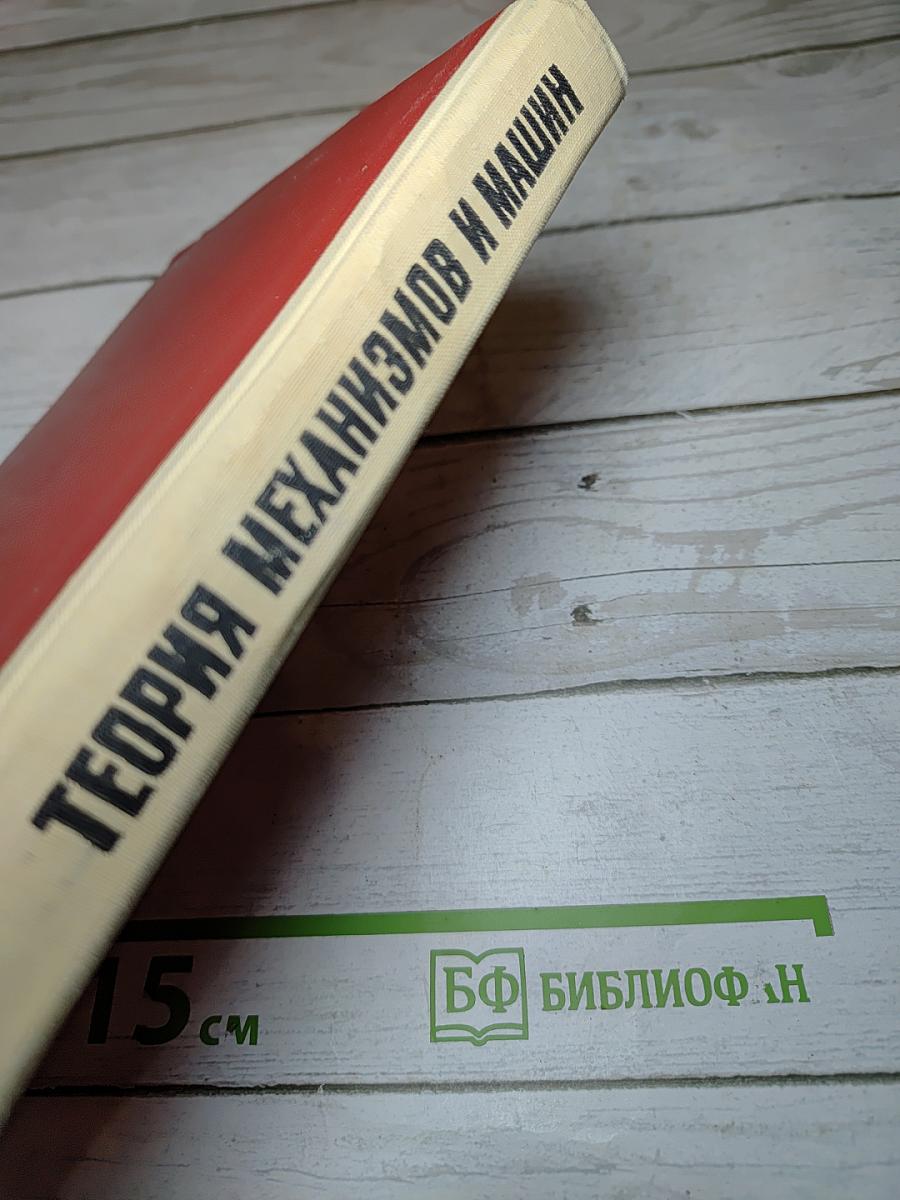 ТЕОРИЯ МЕХАНИЗМОВ И МАШИН
15 см
БФ БИБЛИОФ